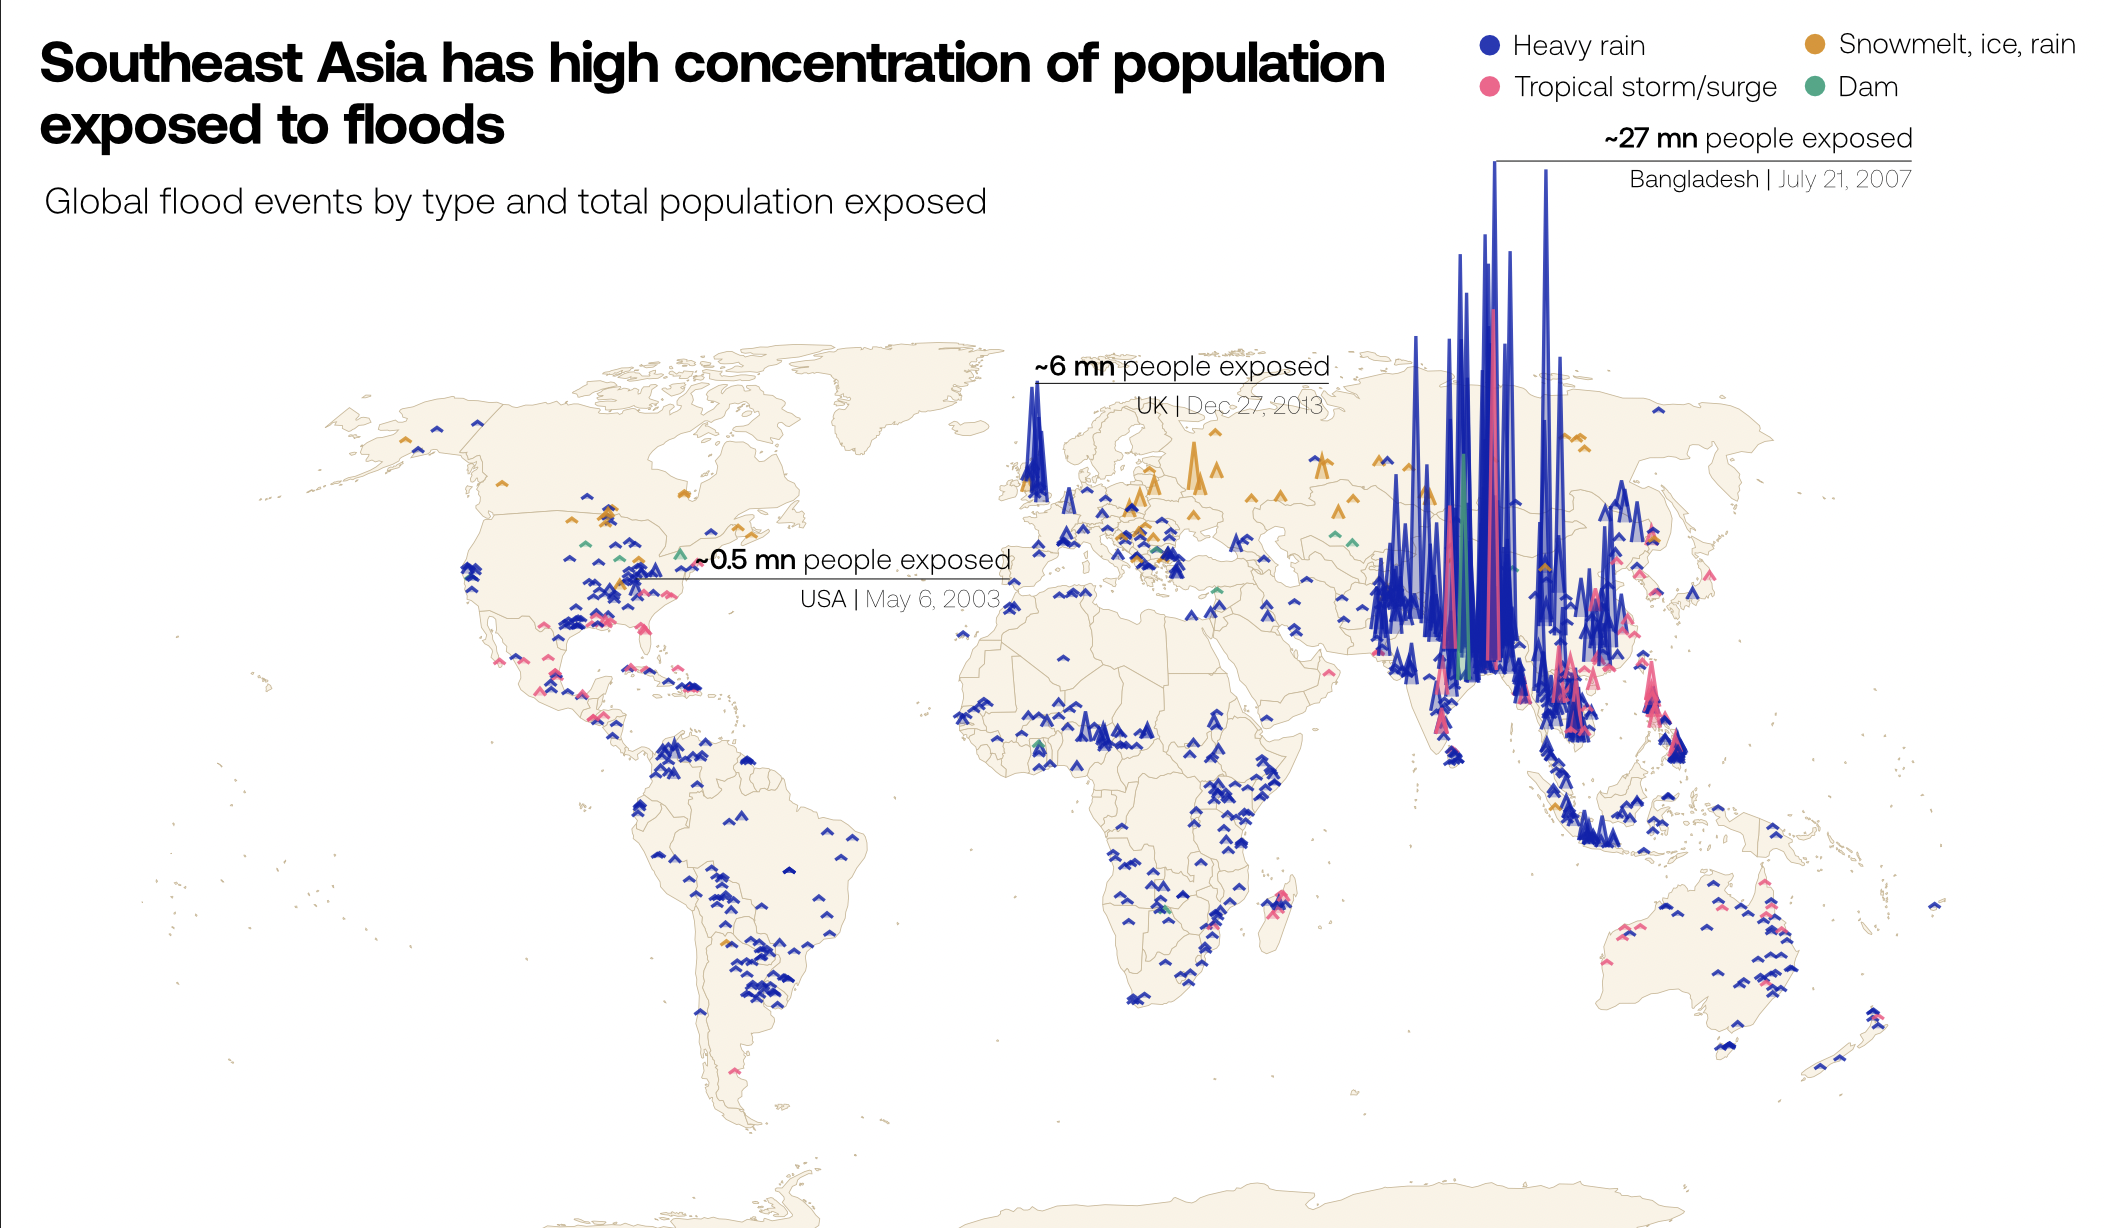 Southeast Asia has high concentration of population
exposed to floods
Global flood events by type and total population exposed
Heavy rain
Snowmelt, ice, rain
Tropical storm/surge
Dam
~27 mn people exposed
Bangladesh | July 21, 2007
~6 mn people exposed
UK | Dec 27, 2013
~0.5 mn people exposed
USA | May 6, 2003